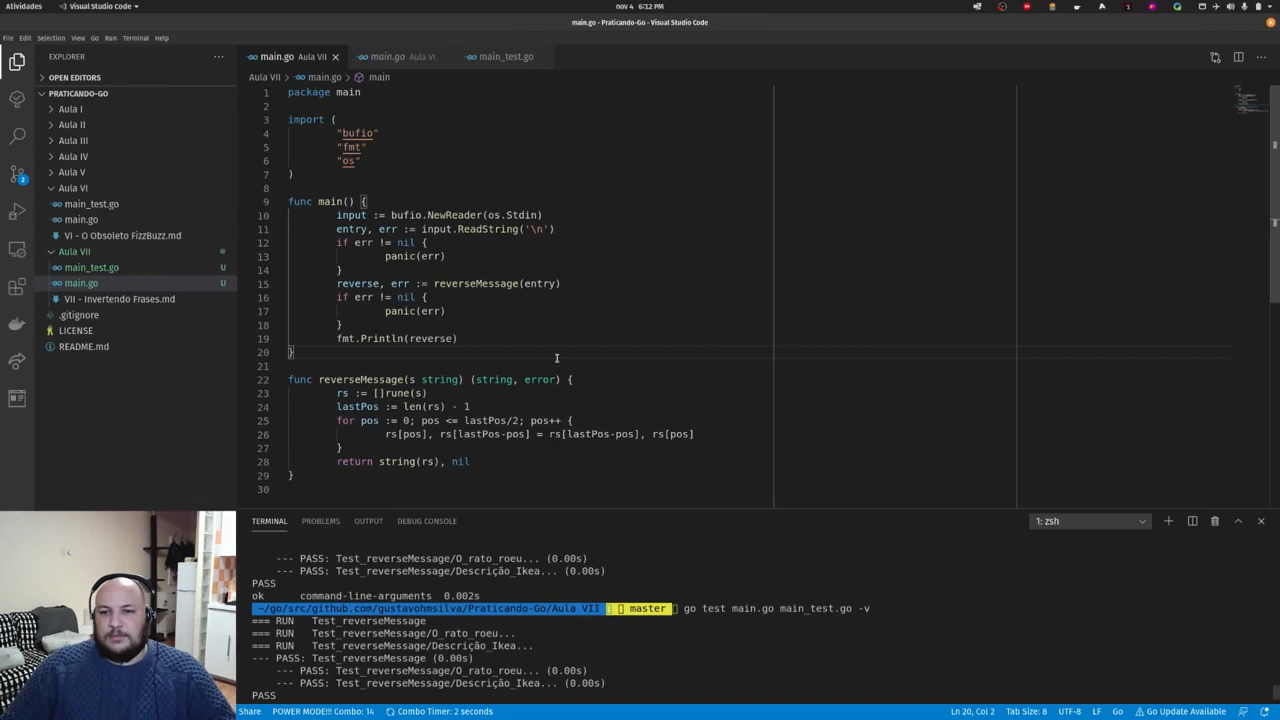 Atividades Visual Studio Code nov 4 6:12 PM
main.go - Praticando-Go - Visual Studio Code
File Edit Selection View Go Run Terminal Help
EXPLORER ···
main.go Aula VII main.go Aula VI main_test.go
OPEN EDITORS
Aula VII > main.go > main
PRATICANDO-GO
Aula I
Aula II
Aula III
Aula IV
Aula V
Aula VI
main_test.go
main.go
VI - O Obsoleto FizzBuzz.md
Aula VII
main_test.go U
main.go U
VII - Invertendo Frases.md
.gitignore
LICENSE
README.md
2
1 package main
2
3 import (
4 "bufio"
5 "fmt"
6 "os"
7 )
8
9 func main() {
10 input := bufio.NewReader(os.Stdin)
11 entry, err := input.ReadString('\n')
12 if err != nil {
13 panic(err)
14 }
15 reverse, err := reverseMessage(entry)
16 if err != nil {
17 panic(err)
18 }
19 fmt.Println(reverse)
20 }
21
22 func reverseMessage(s string) (string, error) {
23 rs := []rune(s)
24 lastPos := len(rs) - 1
25 for pos := 0; pos <= lastPos/2; pos++ {
26 rs[pos], rs[lastPos-pos] = rs[lastPos-pos], rs[pos]
27 }
28 return string(rs), nil
29 }
30
TERMINAL PROBLEMS OUTPUT DEBUG CONSOLE 1: zsh
--- PASS: Test_reverseMessage/O_rato_roeu... (0.00s)
--- PASS: Test_reverseMessage/Descrição_Ikea... (0.00s)
PASS
ok command-line-arguments 0.002s
~/go/src/github.com/gustavohmsilva/Praticando-Go/Aula VII master go test main.go main_test.go -v
=== RUN Test_reverseMessage
=== RUN Test_reverseMessage/O_rato_roeu...
=== RUN Test_reverseMessage/Descrição_Ikea...
--- PASS: Test_reverseMessage (0.00s)
--- PASS: Test_reverseMessage/O_rato_roeu... (0.00s)
--- PASS: Test_reverseMessage/Descrição_Ikea... (0.00s)
PASS
Share POWER MODE!!! Combo: 14 Combo Timer: 2 seconds Ln 20, Col 2 Tab Size: 8 UTF-8 LF Go Go Update Available